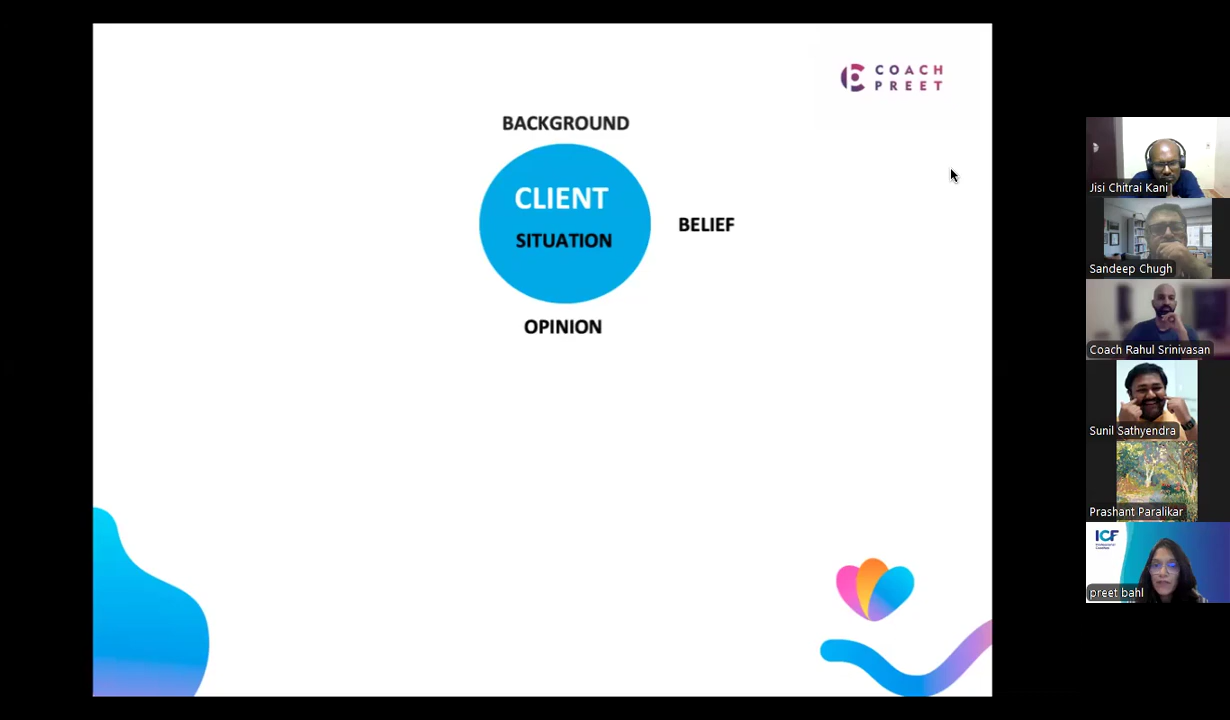 COACH
PREET
BACKGROUND
CLIENT
SITUATION
BELIEF
OPINION
Jisi Chitrai Kani
Sandeep Chugh
Coach Rahul Srinivasan
Sunil Sathyendra
Prashant Paralikar
ICF
preet bahl